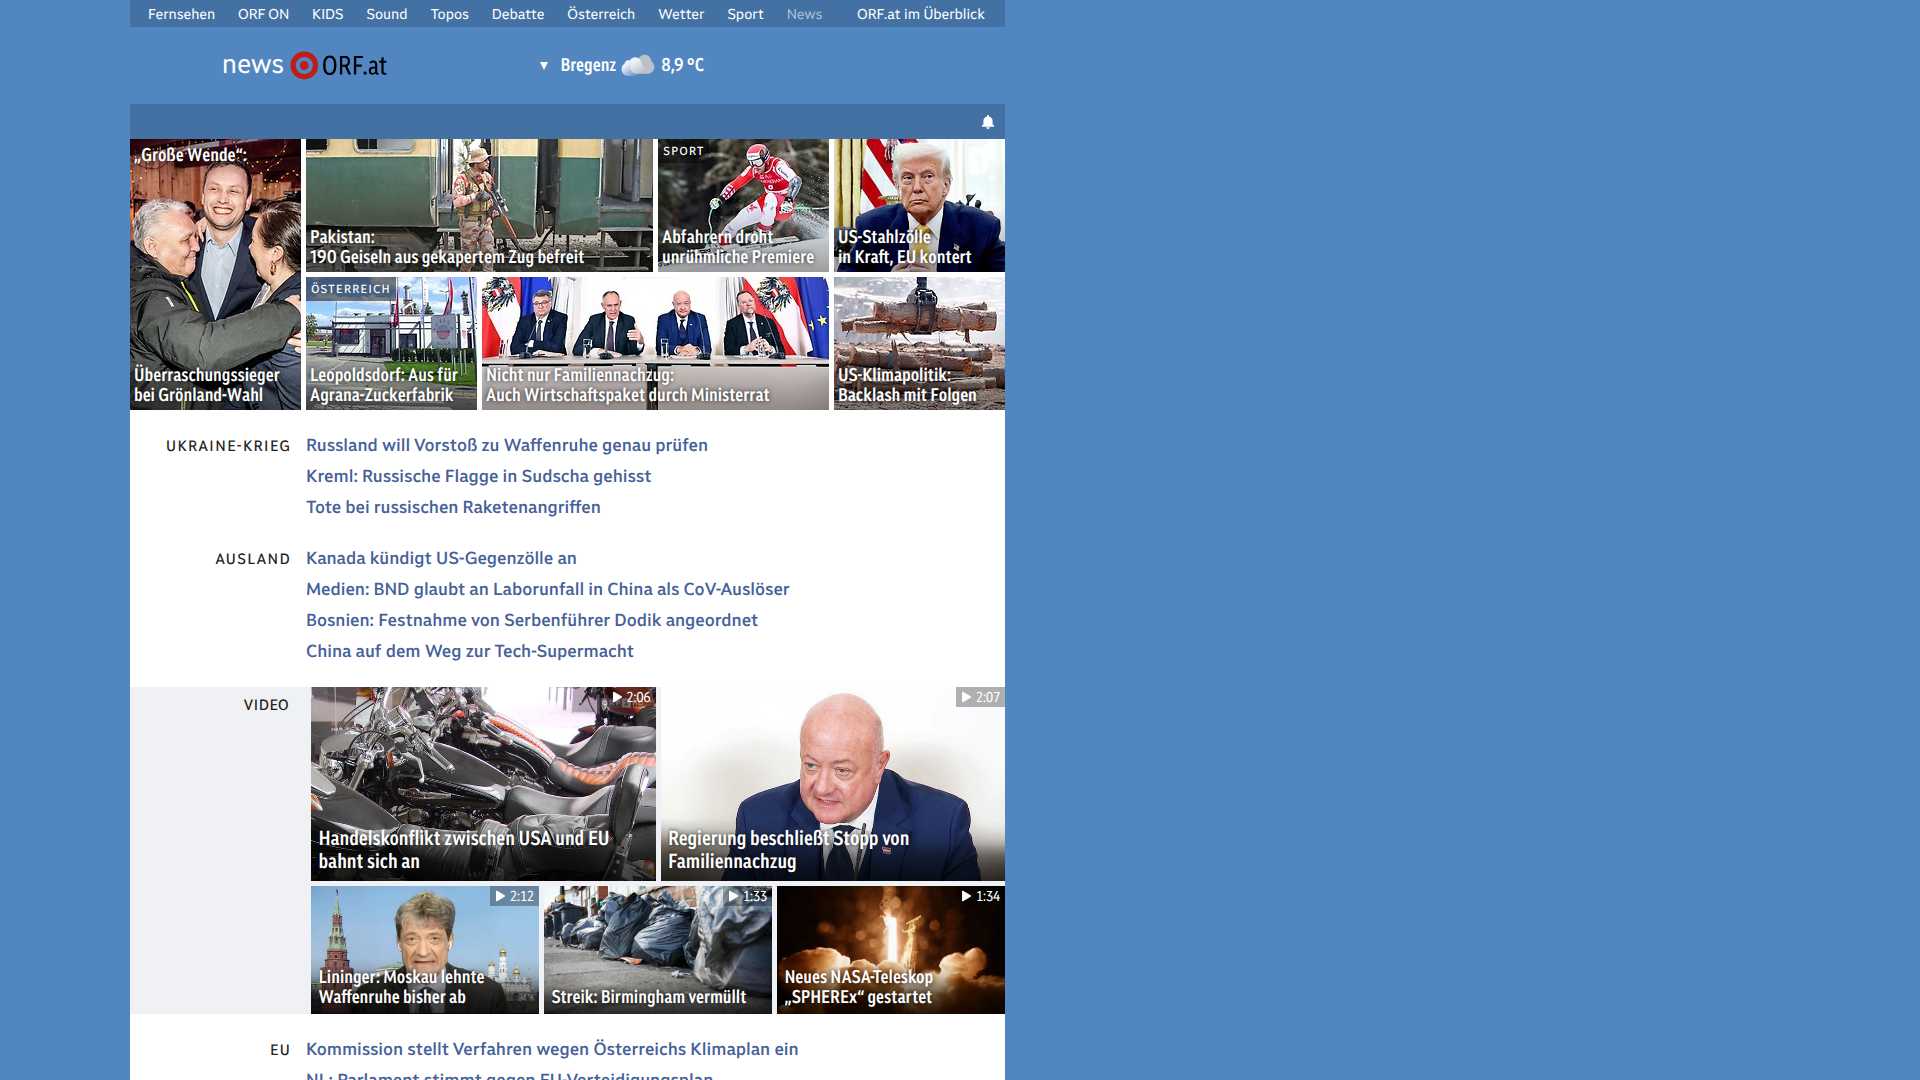 Fernsehen ORF ON KIDS Sound Topos Debatte Österreich Wetter Sport News ORF.at im Überblick
news ORF.at
Bregenz 8,9 °C
„Große Wende“:
Überraschungssieger
bei Grönland-Wahl
Pakistan:
190 Geiseln aus gekapertem Zug befreit
SPORT
Abfahrern droht
unrühmliche Premiere
US-Stahlzölle
in Kraft, EU kontert
ÖSTERREICH
Leopoldsdorf: Aus für
Agrana-Zuckerfabrik
Nicht nur Familiennachzug:
Auch Wirtschaftspaket durch Ministerrat
US-Klimapolitik:
Backlash mit Folgen
UKRAINE-KRIEG
Russland will Vorstoß zu Waffenruhe genau prüfen
Kreml: Russische Flagge in Sudscha gehisst
Tote bei russischen Raketenangriffen
AUSLAND
Kanada kündigt US-Gegenzölle an
Medien: BND glaubt an Laborunfall in China als CoV-Auslöser
Bosnien: Festnahme von Serbenführer Dodik angeordnet
China auf dem Weg zur Tech-Supermacht
VIDEO
2:06
Handelskonflikt zwischen USA und EU
bahnt sich an
2:07
Regierung beschließt Stopp von
Familiennachzug
2:12
Lininger: Moskau lehnte
Waffenruhe bisher ab
1:33
Streik: Birmingham vermüllt
1:34
Neues NASA-Teleskop
„SPHEREx“ gestartet
EU
Kommission stellt Verfahren wegen Österreichs Klimaplan ein
NL: Parlament stimmt gegen EU-Verteidigungsplan